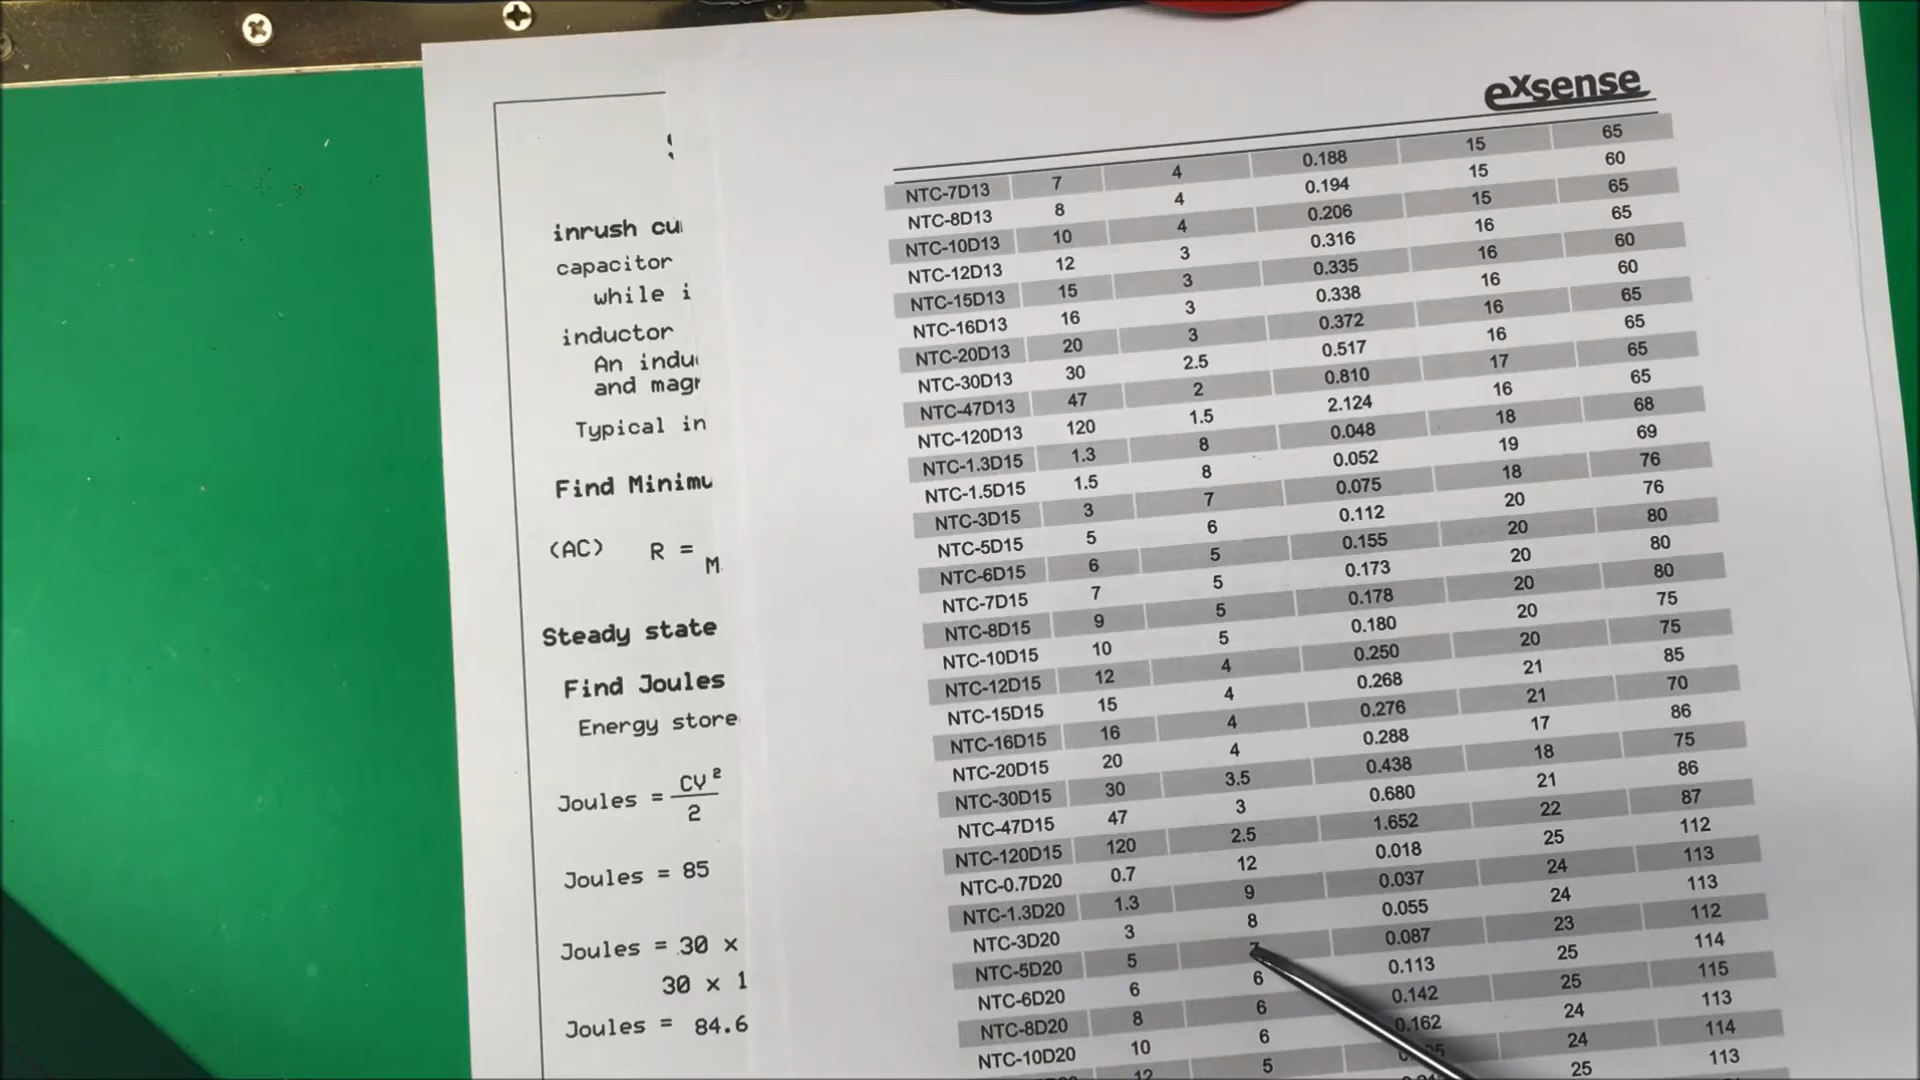 inrush
capacitor
while i
inductor
An
and
Typical in
Find
(AC) R =
M
Steady state
Find Joules
Energy store
Joules = CV²
2
Joules = 85
Joules = 30 x
30 x 1
Joules = 84.6
exsense
NTC-7D13 7 4 0.188 15 65
NTC-8D13 8 4 0.194 15 60
NTC-10D13 10 4 0.206 15 65
NTC-12D13 12 3 0.316 16 65
NTC-15D13 15 3 0.335 16 60
NTC-16D13 16 3 0.338 16 60
NTC-20D13 20 3 0.372 16 65
NTC-30D13 30 2.5 0.517 16 65
NTC-47D13 47 2 0.810 17 65
NTC-120D13 120 1.5 2.124 16 65
NTC-1.3D15 1.3 8 0.048 18 68
NTC-1.5D15 1.5 8 0.052 19 69
NTC-3D15 3 7 0.075 18 76
NTC-5D15 5 6 0.112 20 76
NTC-6D15 6 5 0.155 20 80
NTC-7D15 7 5 0.173 20 80
NTC-8D15 9 5 0.178 20 80
NTC-10D15 10 5 0.180 20 75
NTC-12D15 12 4 0.250 20 75
NTC-15D15 15 4 0.268 21 85
NTC-16D15 16 4 0.276 21 70
NTC-20D15 20 4 0.288 17 86
NTC-30D15 30 3.5 0.438 18 75
NTC-47D15 47 3 0.680 21 86
NTC-120D15 120 2.5 1.652 22 87
NTC-0.7D20 0.7 12 0.018 25 112
NTC-1.3D20 1.3 9 0.037 24 113
NTC-3D20 3 8 0.055 24 113
NTC-5D20 5 7 0.087 23 112
NTC-6D20 6 6 0.113 25 114
NTC-8D20 8 6 0.142 25 115
NTC-10D20 10 6 0.162 24 113
12 5 24 114
25 113